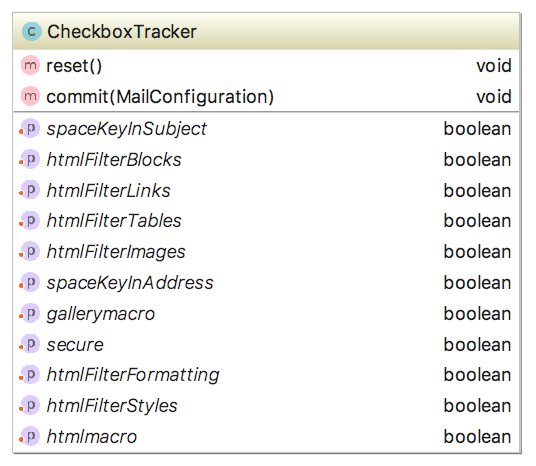 C CheckboxTracker
m reset() void
m commit(MailConfiguration) void
p spaceKeyInSubject boolean
p htmlFilterBlocks boolean
p htmlFilterLinks boolean
p htmlFilterTables boolean
p htmlFilterImages boolean
p spaceKeyInAddress boolean
p gallerymacro boolean
p secure boolean
p htmlFilterFormatting boolean
p htmlFilterStyles boolean
p htmlmacro boolean